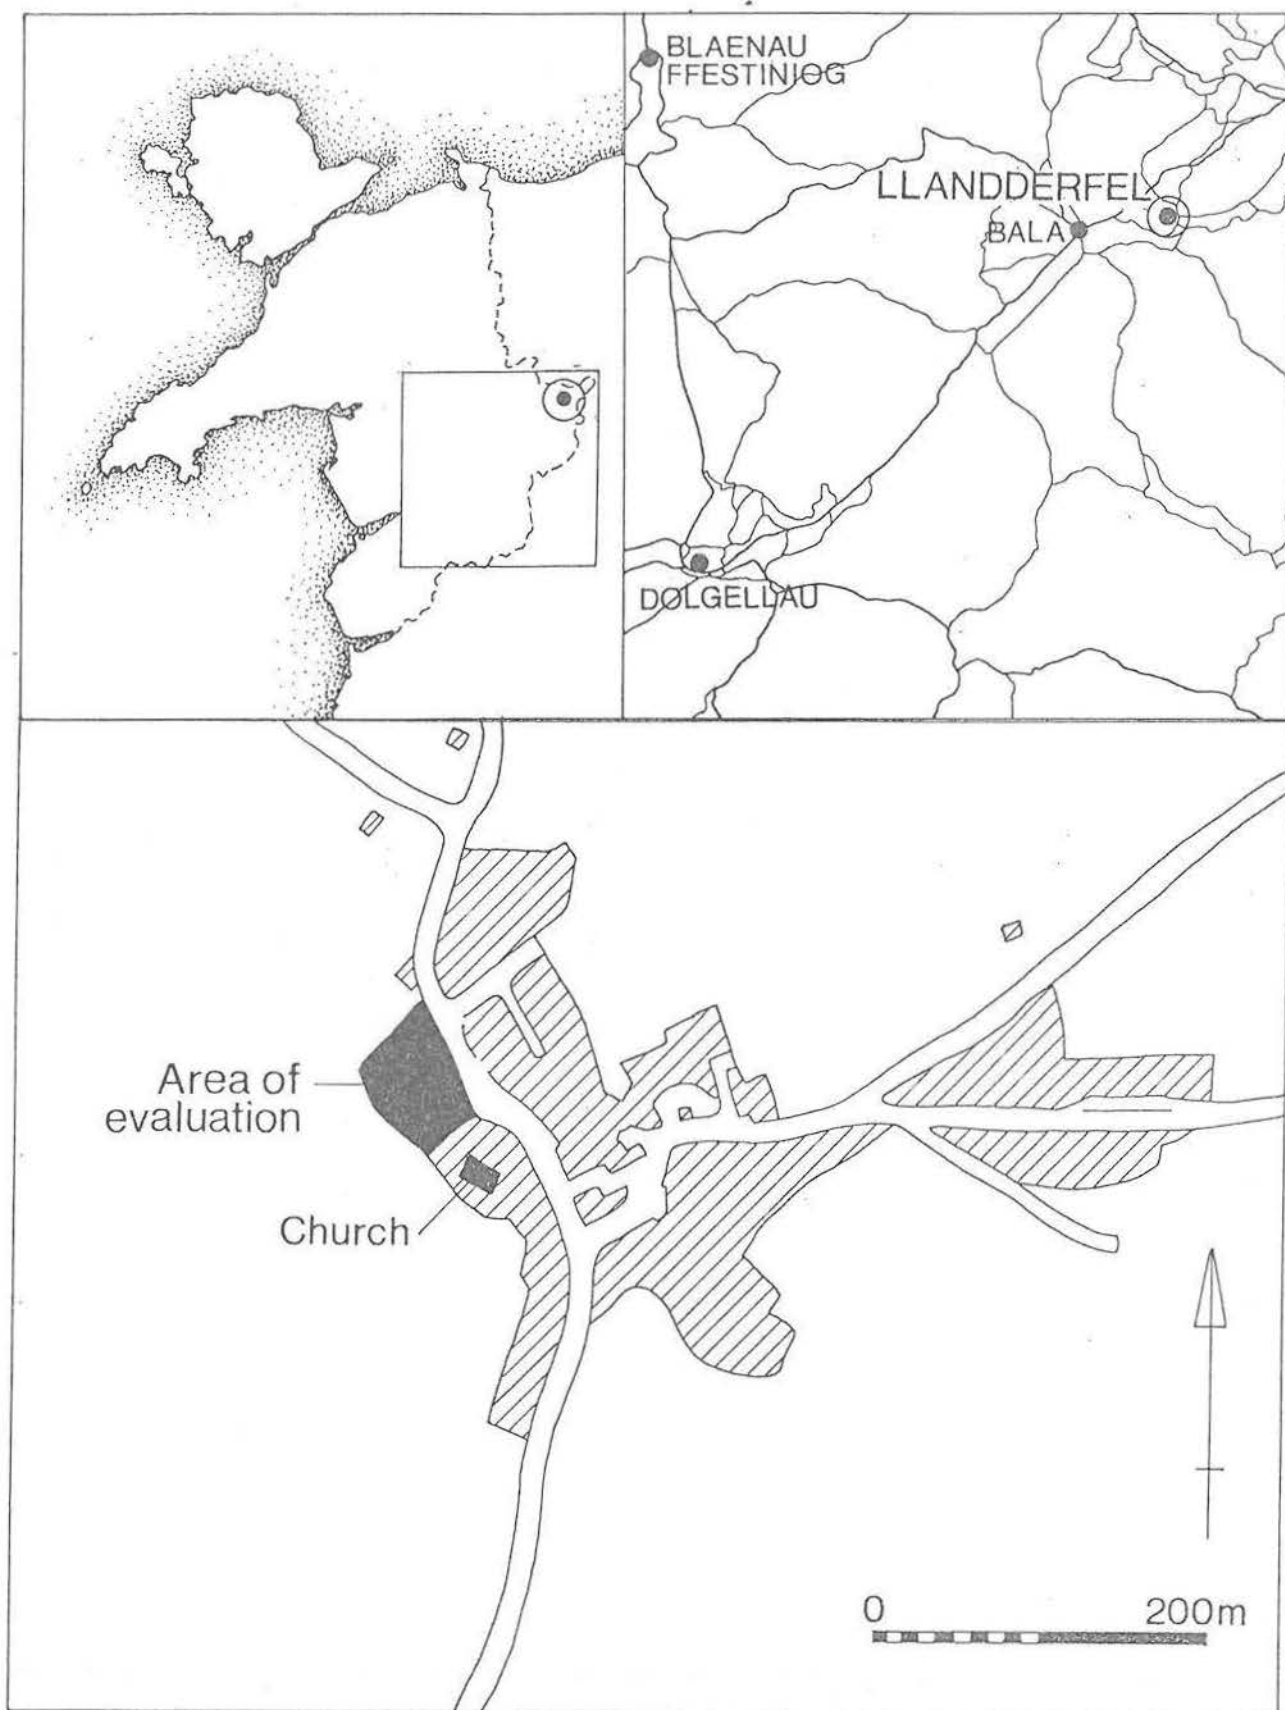 BLAENAU
FFESTINIOG
LLANDDERFEL
BALA
DOLGELLAU
Area of
evaluation
Church
0 200m